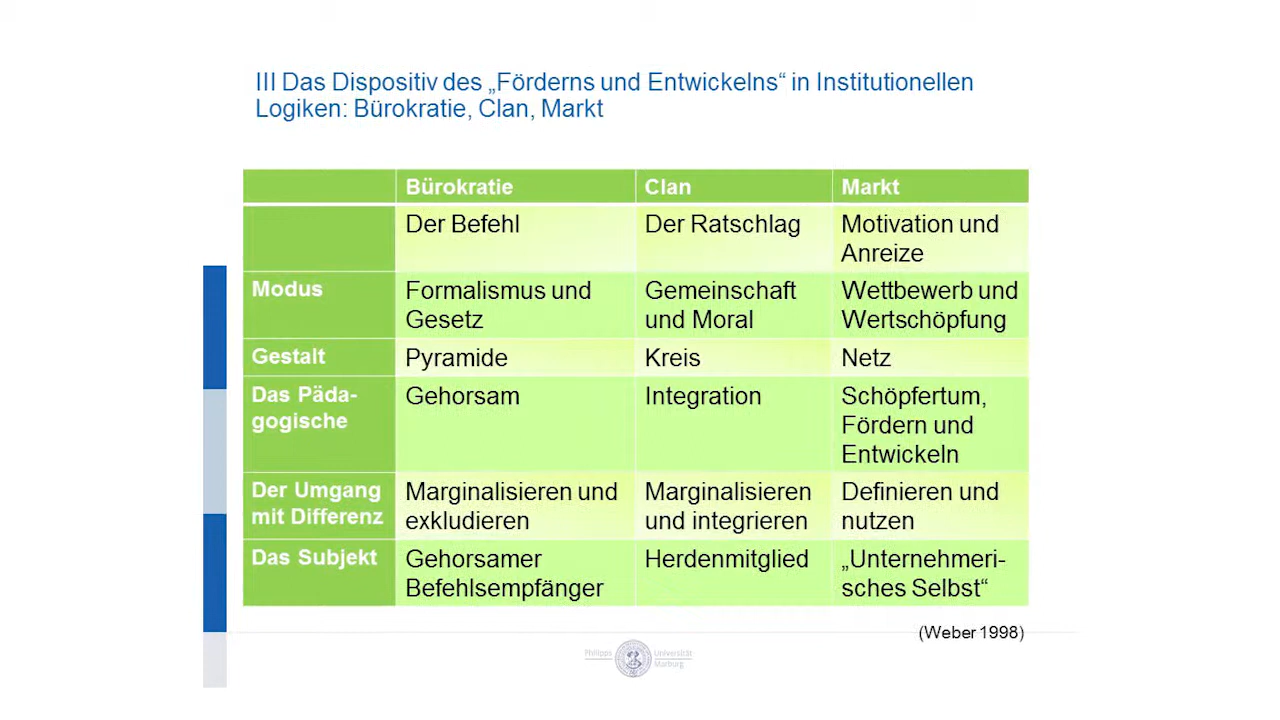 III Das Dispositiv des „Förderns und Entwickelns“ in Institutionellen
Logiken: Bürokratie, Clan, Markt
Bürokratie Clan Markt
Der Befehl Der Ratschlag Motivation und
Anreize
Modus Formalismus und Gemeinschaft Wettbewerb und
Gesetz und Moral Wertschöpfung
Gestalt Pyramide Kreis Netz
Das Päda- Gehorsam Integration Schöpfertum,
gogische Fördern und
Entwickeln
Der Umgang Marginalisieren und Marginalisieren Definieren und
mit Differenz exkludieren und integrieren nutzen
Das Subjekt Gehorsamer Herdenmitglied „Unternehmeri-
Befehlsempfänger sches Selbst“
(Weber 1998)
Philipps Universität
Marburg